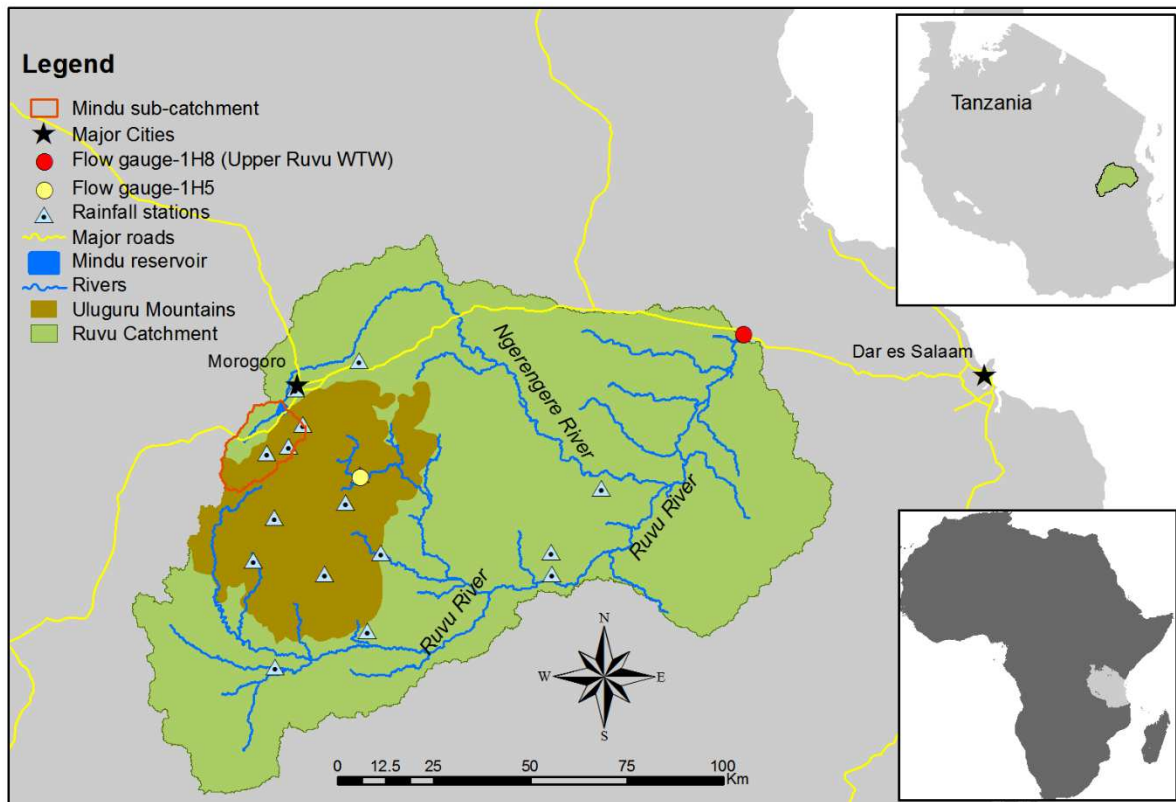 Legend
Mindu sub-catchment
Major Cities
Flow gauge-1H8 (Upper Ruvu WTW)
Flow gauge-1H5
Rainfall stations
Major roads
Mindu reservoir
Rivers
Uluguru Mountains
Ruvu Catchment
Tanzania
Morogoro
Ngerengere River
Dar es Salaam
Ruvu River
Ruvu River
N
W
E
S
0 12.5 25 50 75 100
Km